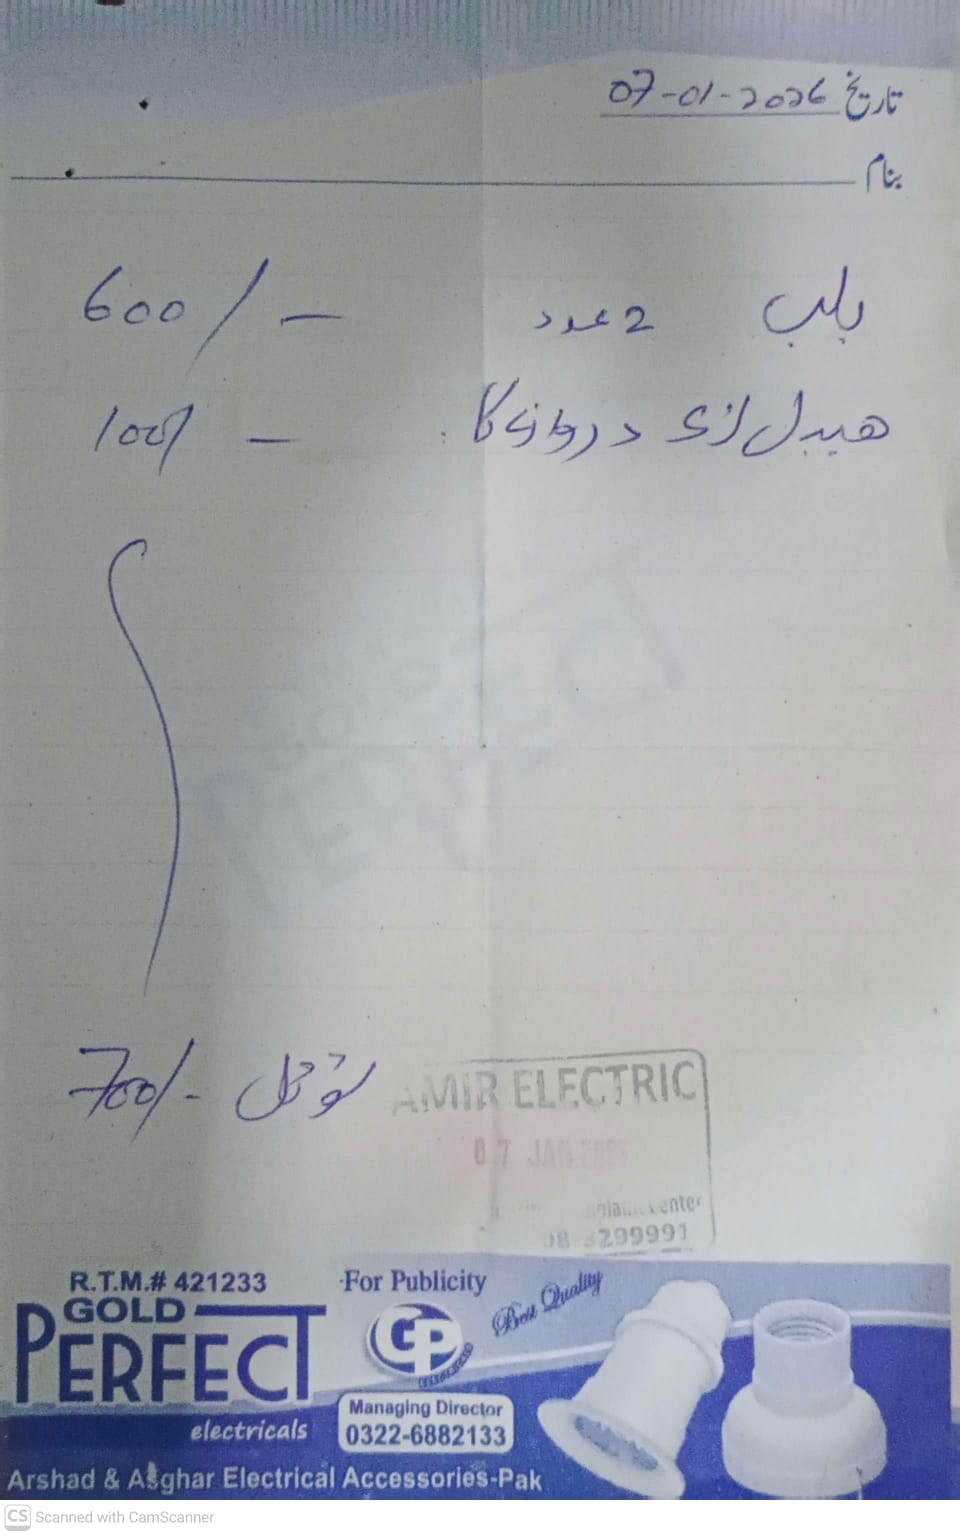 تاریخ 07-01-2026
بنام
بلب 2 عدد 600/-
ھیڈل لاک دروازے کا 100/-
ٹوٹل 700/-
AMIR ELECTRIC
07 JAN
299991
R.T.M.# 421233
GOLD
PERFECT
electricals
For Publicity
GP
Best Quality
Managing Director
0322-6882133
Arshad & Asghar Electrical Accessories-Pak
CS Scanned with CamScanner